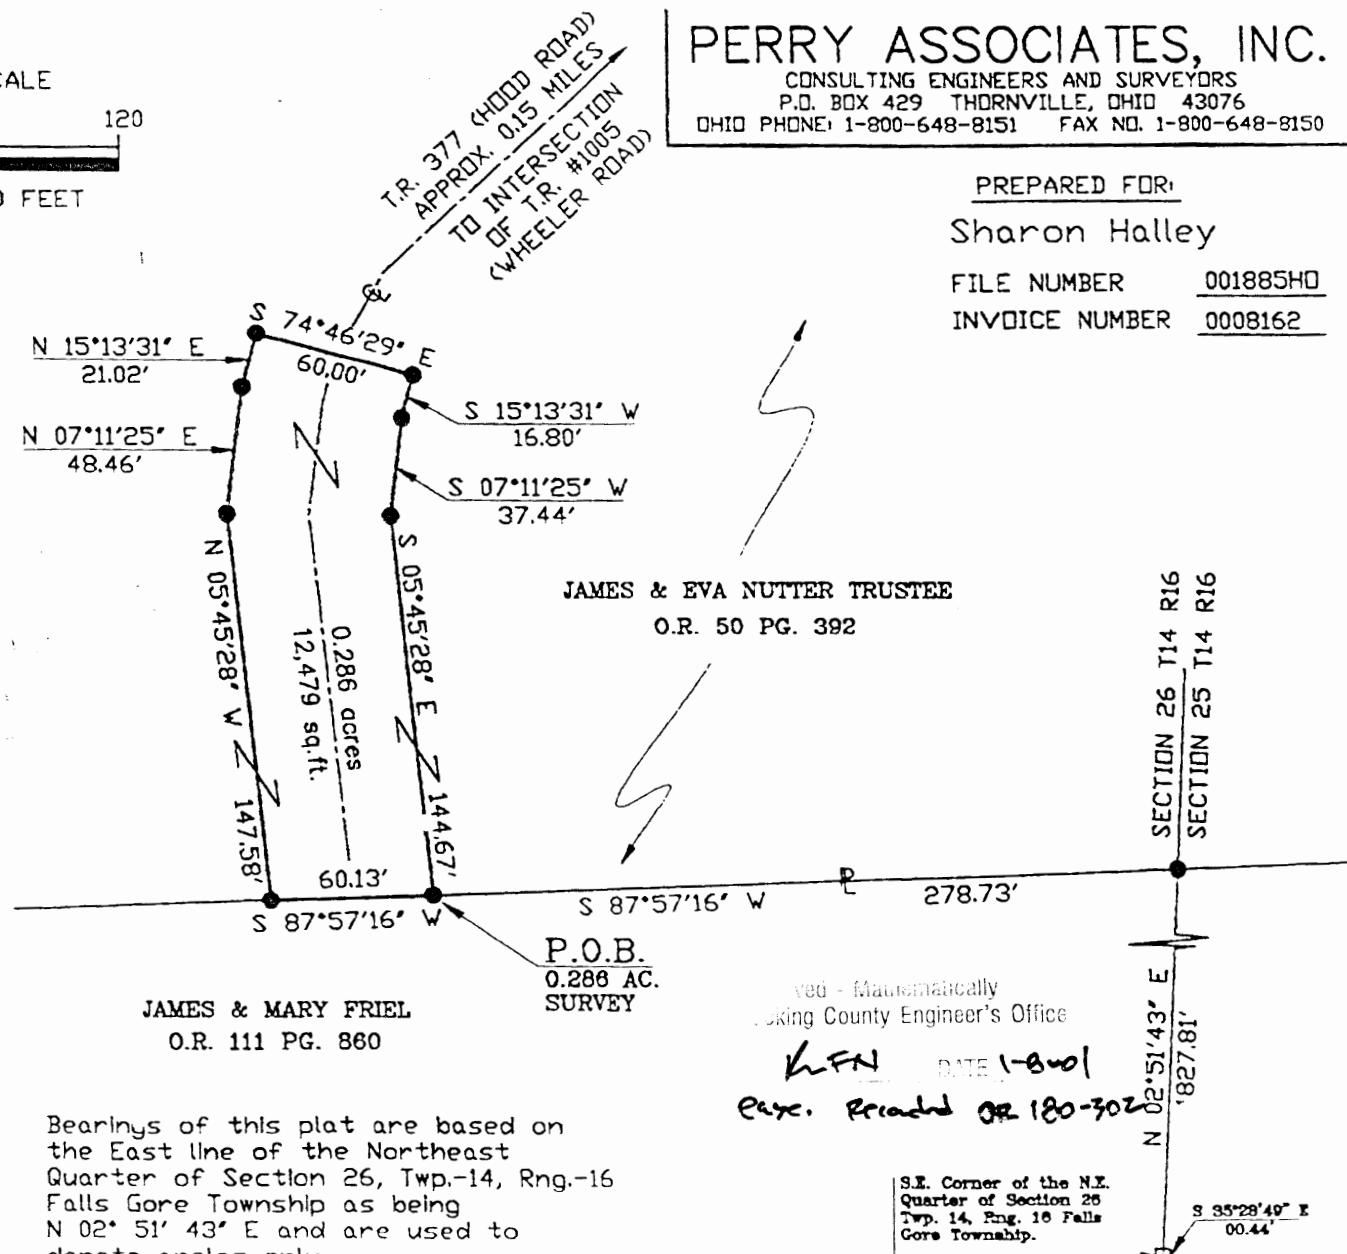 PERRY ASSOCIATES, INC.
CONSULTING ENGINEERS AND SURVEYORS
P.O. BOX 429 THORNVILLE, OHIO 43076
OHIO PHONE: 1-800-648-8151 FAX NO. 1-800-648-8150
120
FEET
T.R. 377 (HOOD ROAD)
APPROX. 0.15 MILES
TO INTERSECTION
OF T.R. #1005
(WHEELER ROAD)
PREPARED FOR:
Sharon Halley
FILE NUMBER 001885HO
INVOICE NUMBER 0008162
S 74°46'29" E
60.00'
N 15°13'31" E
21.02'
N 07°11'25" E
48.46'
S 15°13'31" W
16.80'
S 07°11'25" W
37.44'
N 05°45'28" W 147.58'
0.286 acres
12,479 sq.ft.
S 05°45'28" E 144.67'
JAMES & EVA NUTTER TRUSTEE
O.R. 50 PG. 392
SECTION 26 T14 R16
SECTION 25 T14 R16
60.13'
S 87°57'16" W
S 87°57'16" W
PL
278.73'
P.O.B.
0.286 AC.
SURVEY
JAMES & MARY FRIEL
O.R. 111 PG. 860
Mathematically
County Engineer's Office
KFN DATE 1-8-01
Recorded OR 180-302
N 02°51'43" E
827.81'
Bearings of this plat are based on
the East line of the Northeast
Quarter of Section 26, Twp.-14, Rng.-16
Falls Gore Township as being
N 02° 51' 43" E and are used to
denote angles only
S.E. Corner of the N.E.
Quarter of Section 26
Twp. 14, Rng. 16 Falls
Gore Township.
S 35°28'49" E
00.44'